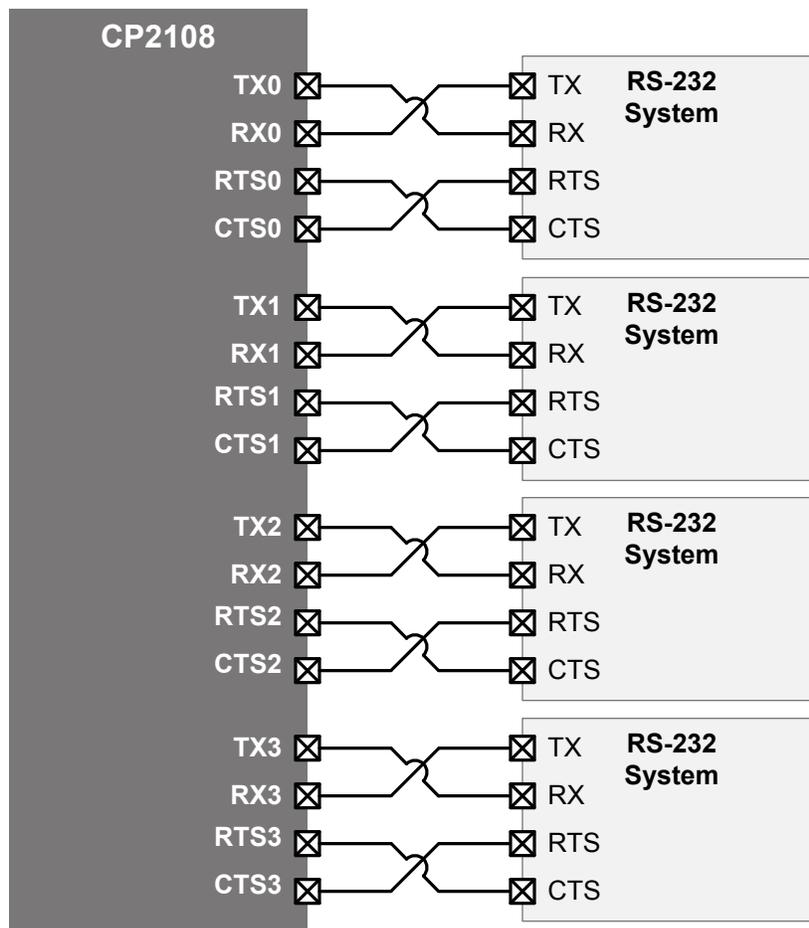 CP2108
TX0
RX0
RTS0
CTS0
TX
RX
RTS
CTS
RS-232
System
TX1
RX1
RTS1
CTS1
TX
RX
RTS
CTS
RS-232
System
TX2
RX2
RTS2
CTS2
TX
RX
RTS
CTS
RS-232
System
TX3
RX3
RTS3
CTS3
TX
RX
RTS
CTS
RS-232
System